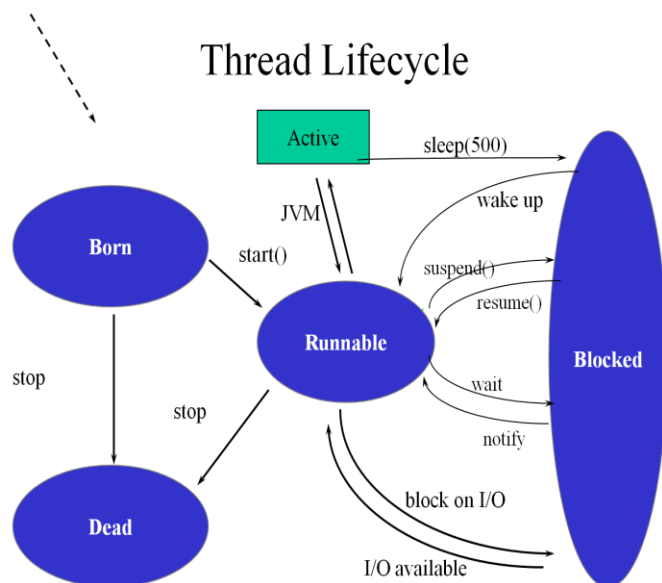 Thread Lifecycle
Active
sleep(500)
JVM
wake up
Born
start()
suspend()
resume()
Runnable
Blocked
stop
wait
stop
notify
block on I/O
Dead
I/O available